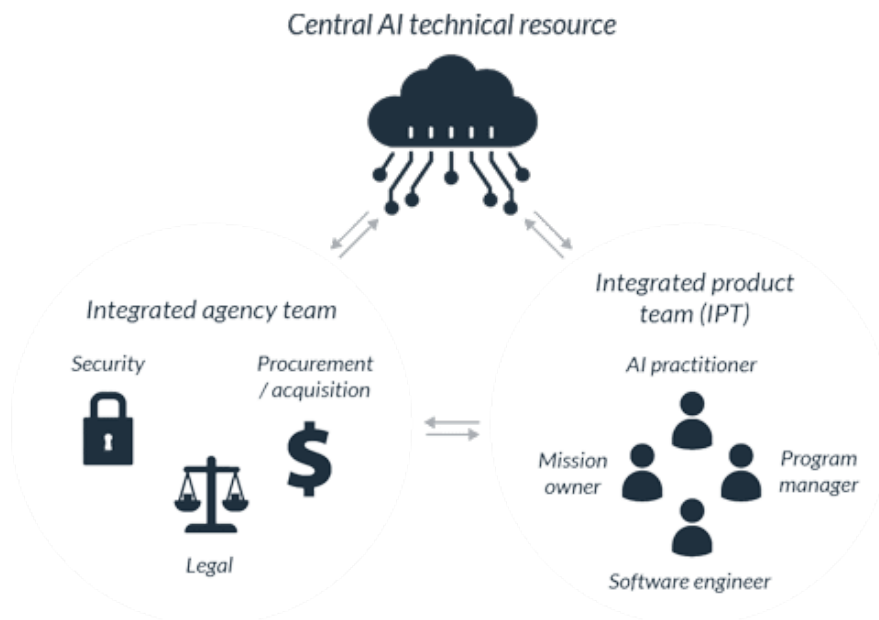 Central AI technical resource
Integrated agency team
Security
Procurement
/ acquisition
$
Legal
Integrated product
team (IPT)
AI practitioner
Mission
owner
Program
manager
Software engineer